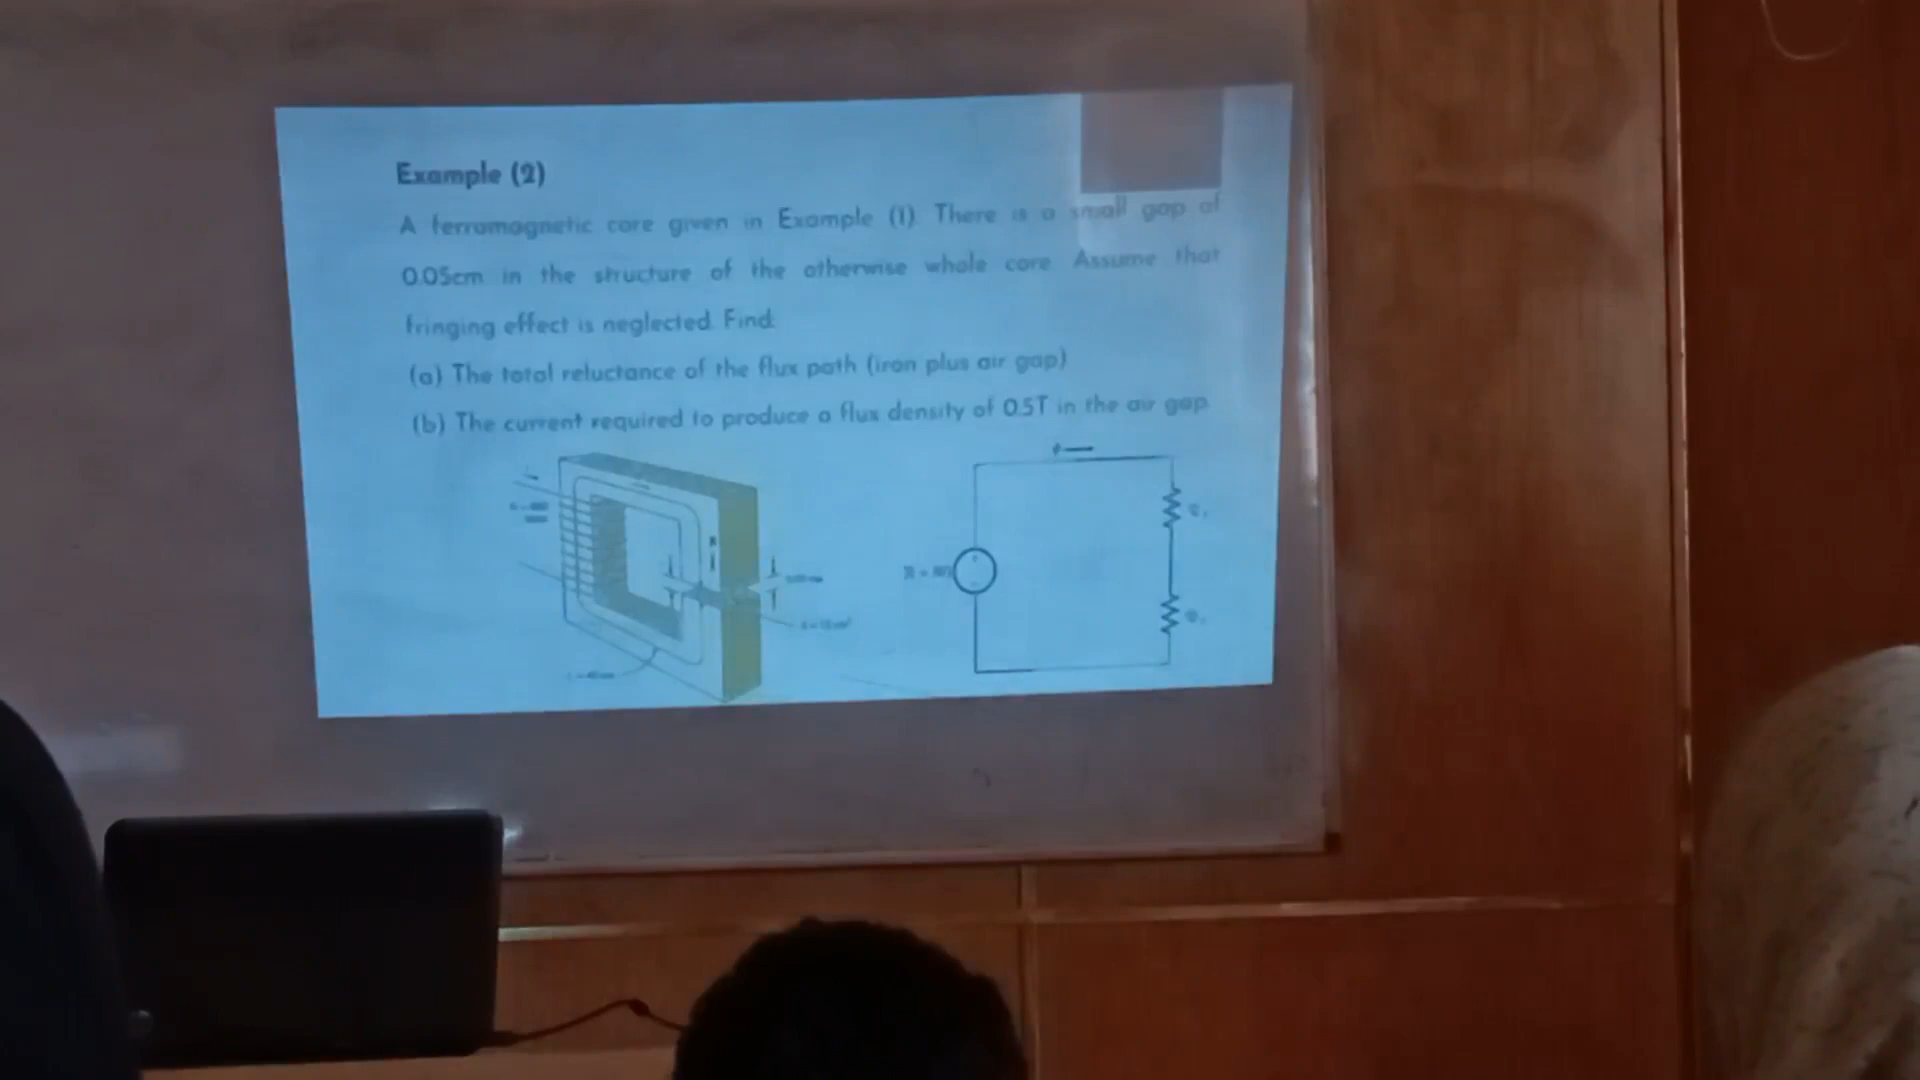 Example (2)
A ferromagnetic core given in Example (1). There is a small gap of
0.05cm in the structure of the otherwise whole core. Assume that
fringing effect is neglected. Find:
(a) The total reluctance of the flux path (iron plus air gap)
(b) The current required to produce a flux density of 0.5T in the air gap